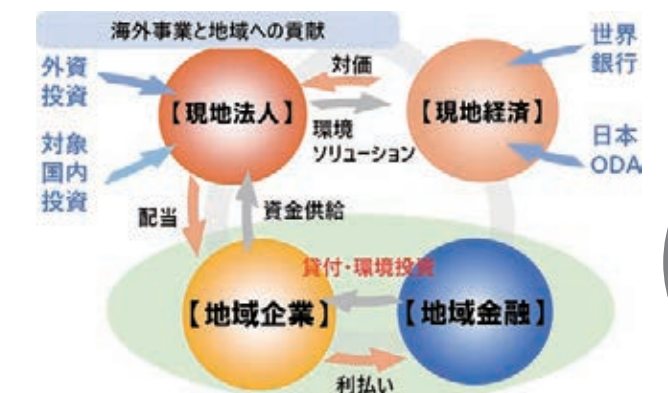 海外事業と地域への貢献
外資
投資
対象
国内
投資
【現地法人】
対価
環境
ソリューション
【現地経済】
世界
銀行
日本
ODA
配当
資金供給
貸付・環境投資
【地域企業】
【地域金融】
利払い